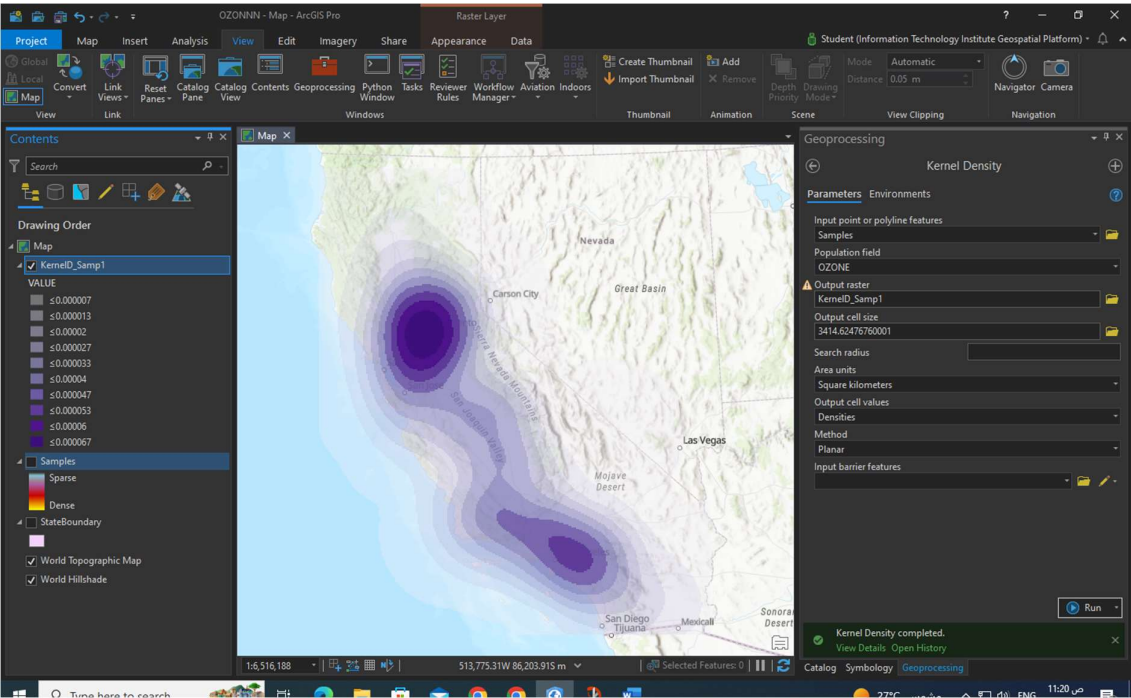 OZONNN - Map - ArcGIS Pro
Raster Layer
?
Project Map Insert Analysis View Edit Imagery Share Appearance Data
Student (Information Technology Institute Geospatial Platform)
Global
Local
Map
Convert
Link Views
Reset Panes
Catalog Pane
Catalog View
Contents
Geoprocessing
Python Window
Tasks
Reviewer Rules
Workflow Manager
Aviation
Indoors
Create Thumbnail
Import Thumbnail
Add
Remove
Depth Priority
Drawing Mode
Mode Automatic
Distance 0.05 m
Navigator
Camera
View Link Windows Thumbnail Animation Scene View Clipping Navigation
Contents
Search
Drawing Order
Map
KernelD_Samp1
VALUE
≤0.000007
≤0.000013
≤0.00002
≤0.000027
≤0.000033
≤0.00004
≤0.000047
≤0.000053
≤0.00006
≤0.000067
Samples
Sparse
Dense
StateBoundary
World Topographic Map
World Hillshade
Map
Nevada
Great Basin
Carson City
Sierra Nevada Mountains
San Joaquin Valley
Las Vegas
Mojave
Desert
San Diego
Tijuana
Mexicali
Sonoran
Desert
1:6,516,188
513,775.31W 86,203.91S m
Selected Features: 0
Geoprocessing
Kernel Density
Parameters Environments
?
Input point or polyline features
Samples
Population field
OZONE
Output raster
KernelD_Samp1
Output cell size
3414.62476760001
Search radius
Area units
Square kilometers
Output cell values
Densities
Method
Planar
Input barrier features
Run
Kernel Density completed.
View Details Open History
Catalog Symbology Geoprocessing
Type here to search
27°C
ENG
11:20 ص